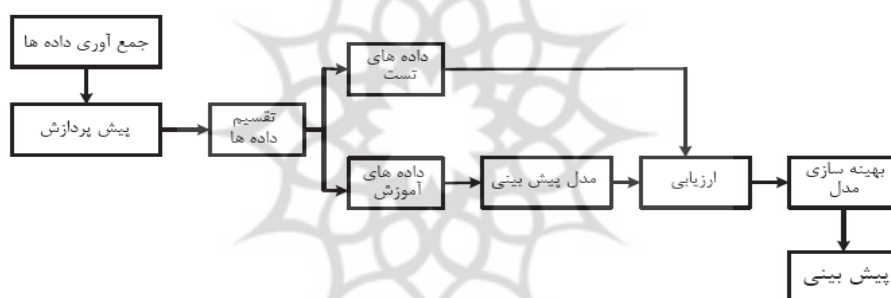 جمع آوری داده ها
پیش پردازش
تقسیم
داده ها
داده های
تست
داده های
آموزش
مدل پیش بینی
ارزیابی
بهینه سازی
مدل
پیش بینی